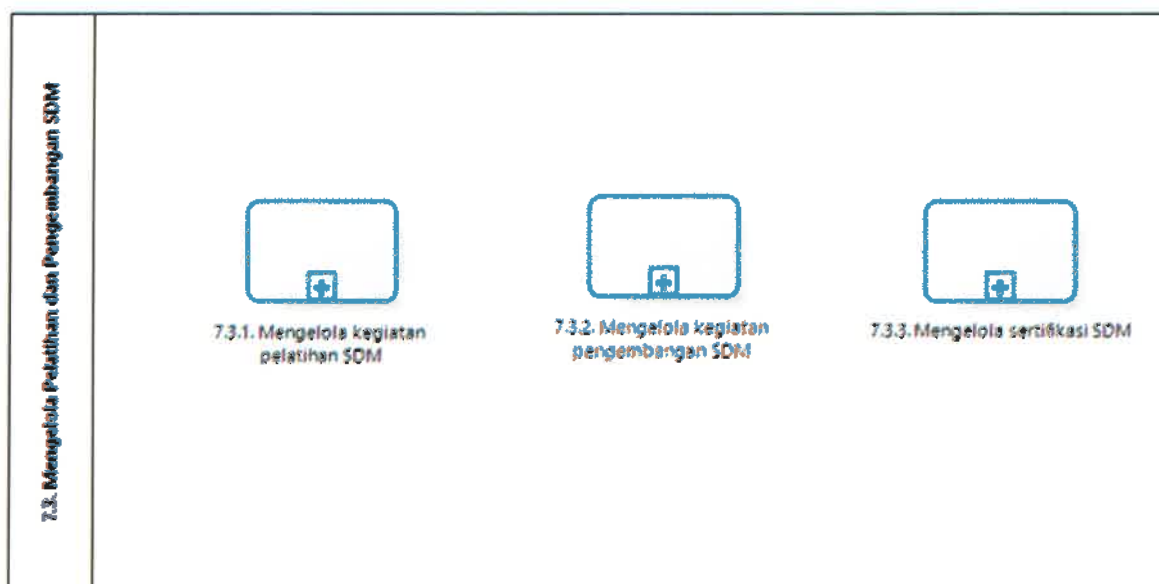 7.3. Mengelola Pelatihan dan Pengembangan SDM
7.3.1. Mengelola kegiatan
pelatihan SDM
7.3.2. Mengelola kegiatan
pengembangan SDM
7.3.3. Mengelola sertifikasi SDM